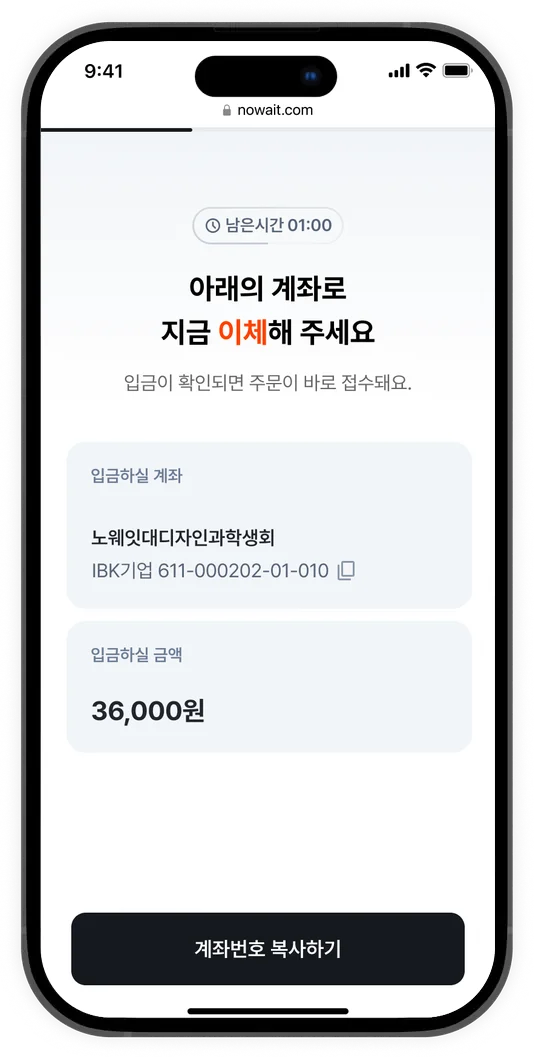 9:41
nowait.com
남은시간 01:00
아래의 계좌로
지금 이체해 주세요
입금이 확인되면 주문이 바로 접수돼요.
입금하실 계좌
노웨잇대디자인과학생회
IBK기업 611-000202-01-010
입금하실 금액
36,000원
계좌번호 복사하기